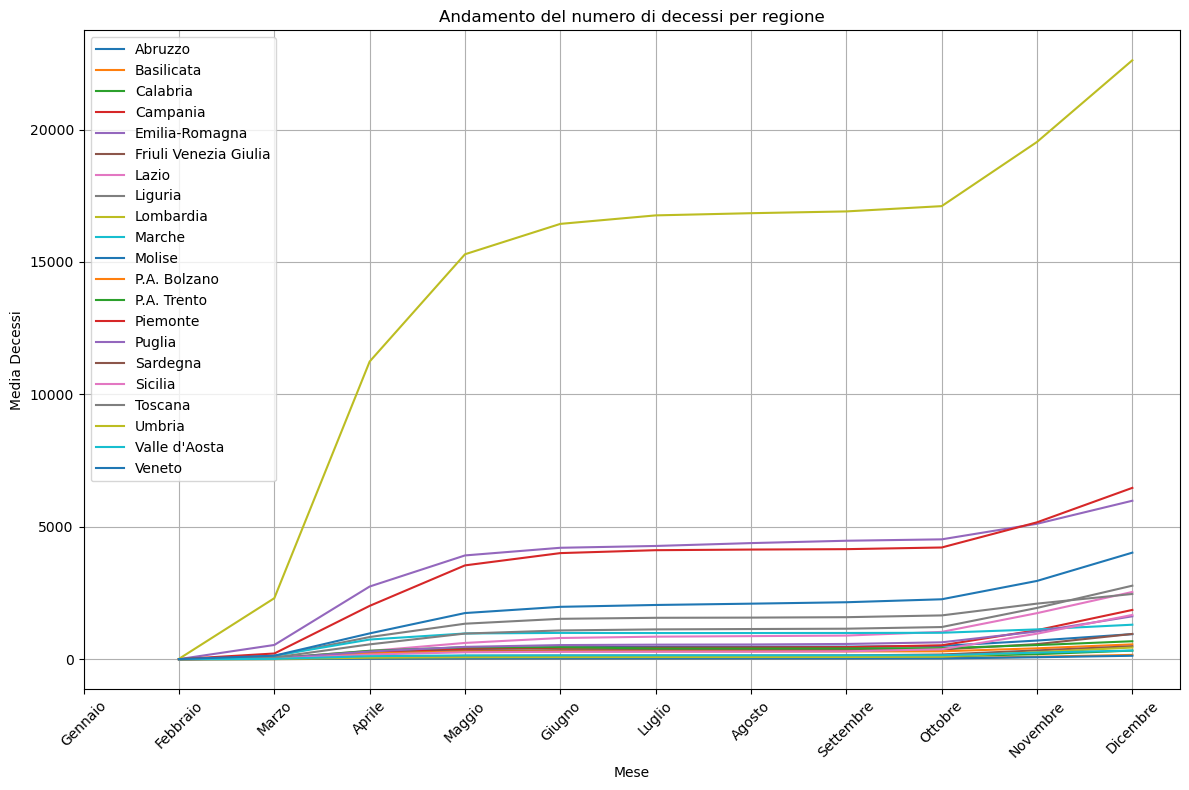 Andamento del numero di decessi per regione
Abruzzo
Basilicata
Calabria
Campania
Emilia-Romagna
Friuli Venezia Giulia
Lazio
Liguria
Lombardia
Marche
Molise
P.A. Bolzano
P.A. Trento
Piemonte
Puglia
Sardegna
Sicilia
Toscana
Umbria
Valle d'Aosta
Veneto
Media Decessi
20000
15000
10000
5000
0
Gennaio
Febbraio
Marzo
Aprile
Maggio
Giugno
Luglio
Agosto
Settembre
Ottobre
Novembre
Dicembre
Mese